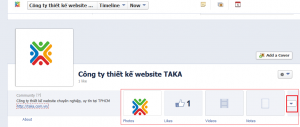 Công ty thiết kế website ...
Timeline
Now
Add a Cover
Công ty thiết kế website TAKA
1 like
Community
Công ty thiết kế website chuyên nghiệp, uy tín tại TPHCM
http://taka.com.vn/
About
1
Photos
Likes
Videos
Notes